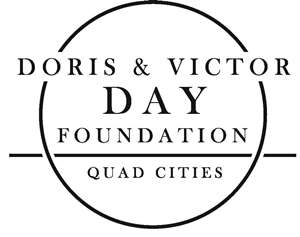 DORIS & VICTOR
DAY
FOUNDATION
QUAD CITIES